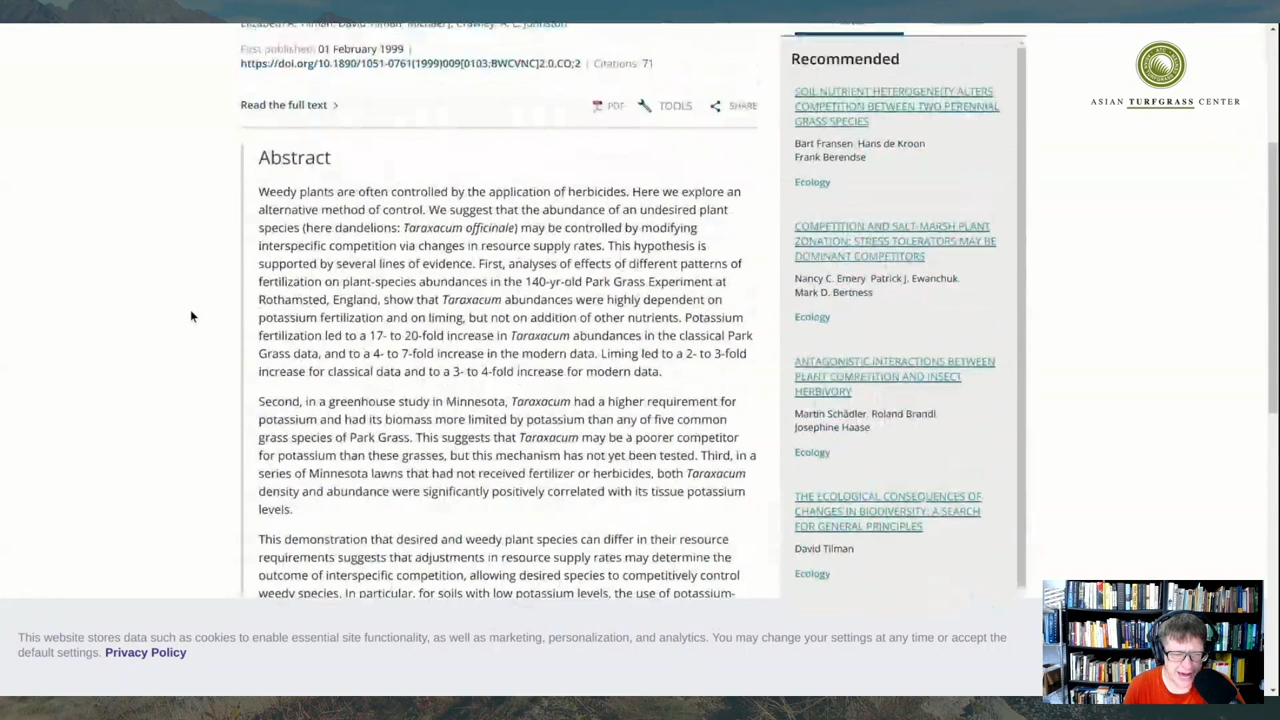 Elizabeth A. Tilman, David Tilman, Michael J. Crawley, A. E. Johnston
First published: 01 February 1999 |
https://doi.org/10.1890/1051-0761(1999)009[0103:BWCVNC]2.0.CO;2 | Citations: 71
Read the full text >
PDF
TOOLS
SHARE
Abstract
Weedy plants are often controlled by the application of herbicides. Here we explore an
alternative method of control. We suggest that the abundance of an undesired plant
species (here dandelions: Taraxacum officinale) may be controlled by modifying
interspecific competition via changes in resource supply rates. This hypothesis is
supported by several lines of evidence. First, analyses of effects of different patterns of
fertilization on plant-species abundances in the 140-yr-old Park Grass Experiment at
Rothamsted, England, show that Taraxacum abundances were highly dependent on
potassium fertilization and on liming, but not on addition of other nutrients. Potassium
fertilization led to a 17- to 20-fold increase in Taraxacum abundances in the classical Park
Grass data, and to a 4- to 7-fold increase in the modern data. Liming led to a 2- to 3-fold
increase for classical data and to a 3- to 4-fold increase for modern data.
Second, in a greenhouse study in Minnesota, Taraxacum had a higher requirement for
potassium and had its biomass more limited by potassium than any of five common
grass species of Park Grass. This suggests that Taraxacum may be a poorer competitor
for potassium than these grasses, but this mechanism has not yet been tested. Third, in a
series of Minnesota lawns that had not received fertilizer or herbicides, both Taraxacum
density and abundance were significantly positively correlated with its tissue potassium
levels.
This demonstration that desired and weedy plant species can differ in their resource
requirements suggests that adjustments in resource supply rates may determine the
outcome of interspecific competition, allowing desired species to competitively control
weedy species. In particular, for soils with low potassium levels, the use of potassium-
Recommended
SOIL NUTRIENT HETEROGENEITY ALTERS
COMPETITION BETWEEN TWO PERENNIAL
GRASS SPECIES
Bart Fransen, Hans de Kroon,
Frank Berendse
Ecology
COMPETITION AND SALT-MARSH PLANT
ZONATION: STRESS TOLERATORS MAY BE
DOMINANT COMPETITORS
Nancy C. Emery, Patrick J. Ewanchuk,
Mark D. Bertness
Ecology
ANTAGONISTIC INTERACTIONS BETWEEN
PLANT COMPETITION AND INSECT
HERBIVORY
Martin Schädler, Roland Brandl,
Josephine Haase
Ecology
THE ECOLOGICAL CONSEQUENCES OF
CHANGES IN BIODIVERSITY: A SEARCH
FOR GENERAL PRINCIPLES
David Tilman
Ecology
ASIAN TURFGRASS CENTER
This website stores data such as cookies to enable essential site functionality, as well as marketing, personalization, and analytics. You may change your settings at any time or accept the
default settings. Privacy Policy